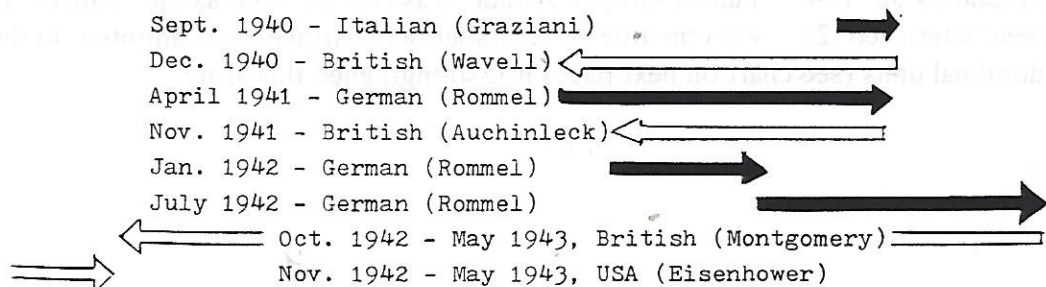 Sept. 1940 - Italian (Graziani)
Dec. 1940 - British (Wavell)
April 1941 - German (Rommel)
Nov. 1941 - British (Auchinleck)
Jan. 1942 - German (Rommel)
July 1942 - German (Rommel)
Oct. 1942 - May 1943, British (Montgomery)
Nov. 1942 - May 1943, USA (Eisenhower)